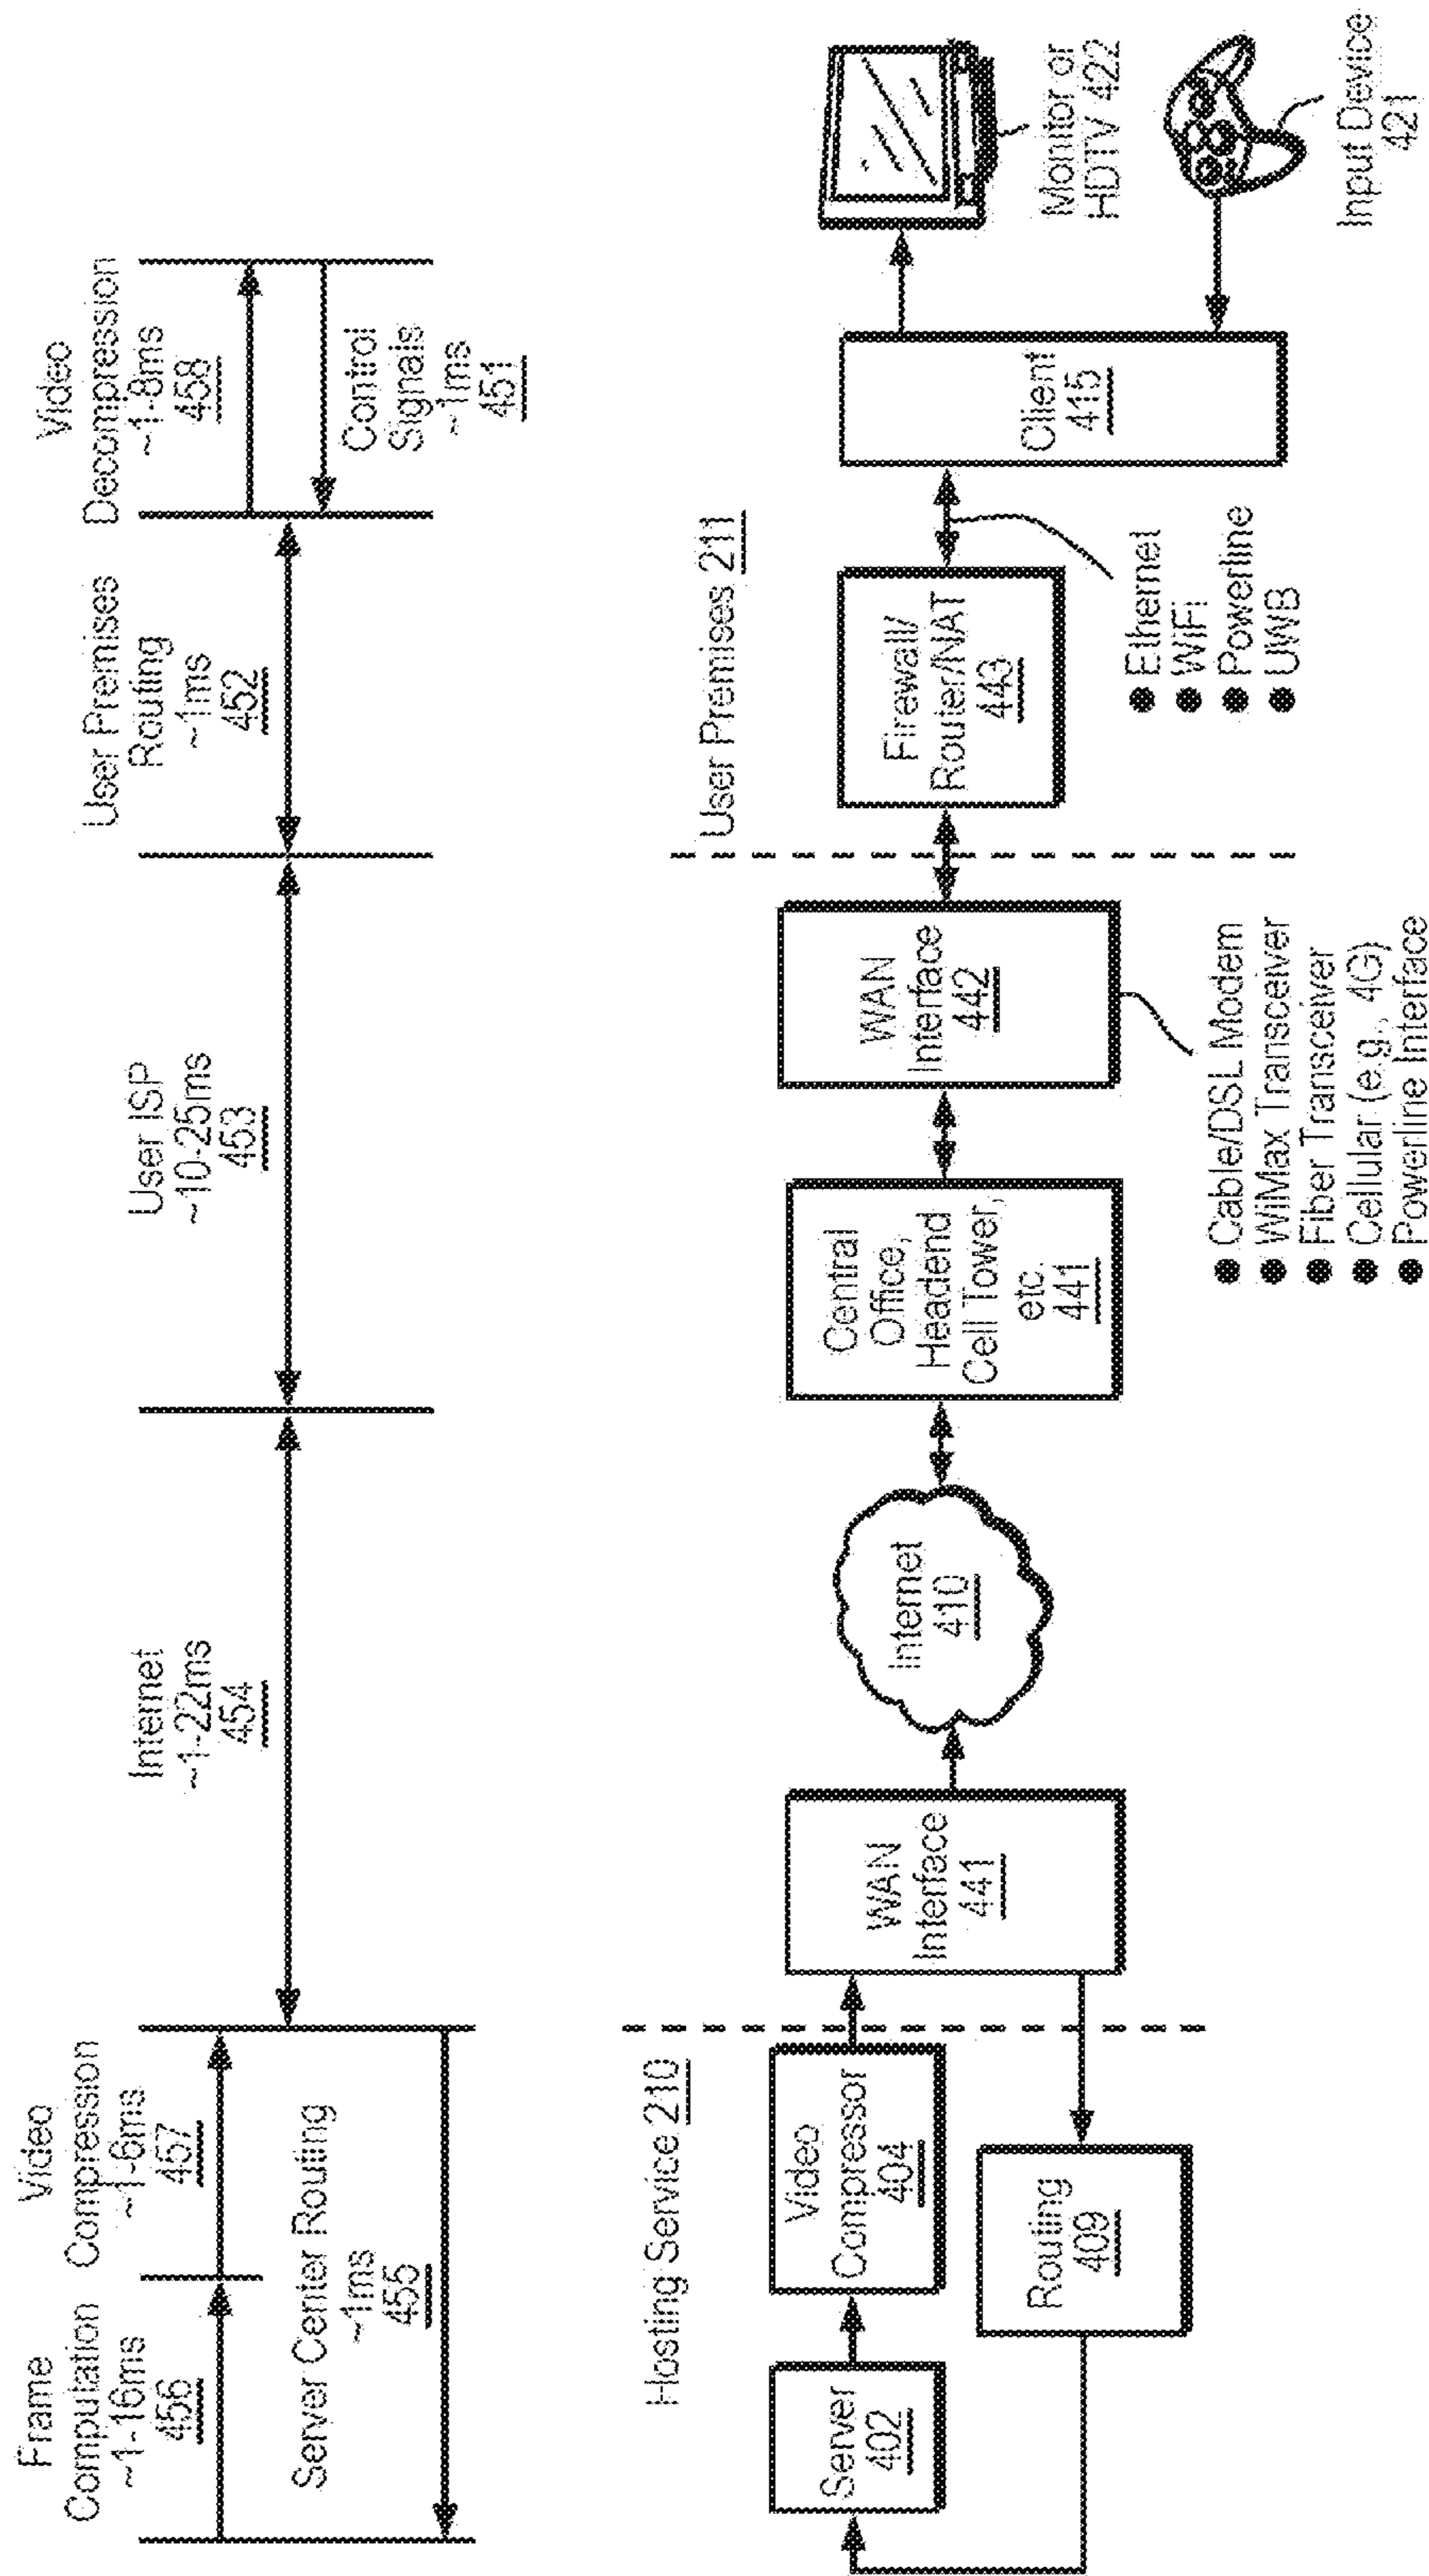 Frame
Computation
~1-16ms
456
Video
Compression
~1-6ms
457
Server Center Routing
~1ms
455
Internet
~1-22ms
454
User ISP
~10-25ms
453
User Premises
Routing
~1ms
452
Video
Decompression
~1-8ms
458
Control
Signals
~1ms
451
Hosting Service 210
Server
402
Video
Compressor
404
Routing
409
WAN
Interface
441
Internet
410
Central
Office,
Headend
Cell Tower,
etc.
441
WAN
Interface
442
● Cable/DSL Modem
● WiMax Transceiver
● Fiber Transceiver
● Cellular (e.g., 4G)
● Powerline Interface
User Premises 211
Firewall/
Router/NAT
443
● Ethernet
● WiFi
● Powerline
● UWB
Client
415
Monitor or
HDTV 422
Input Device
421